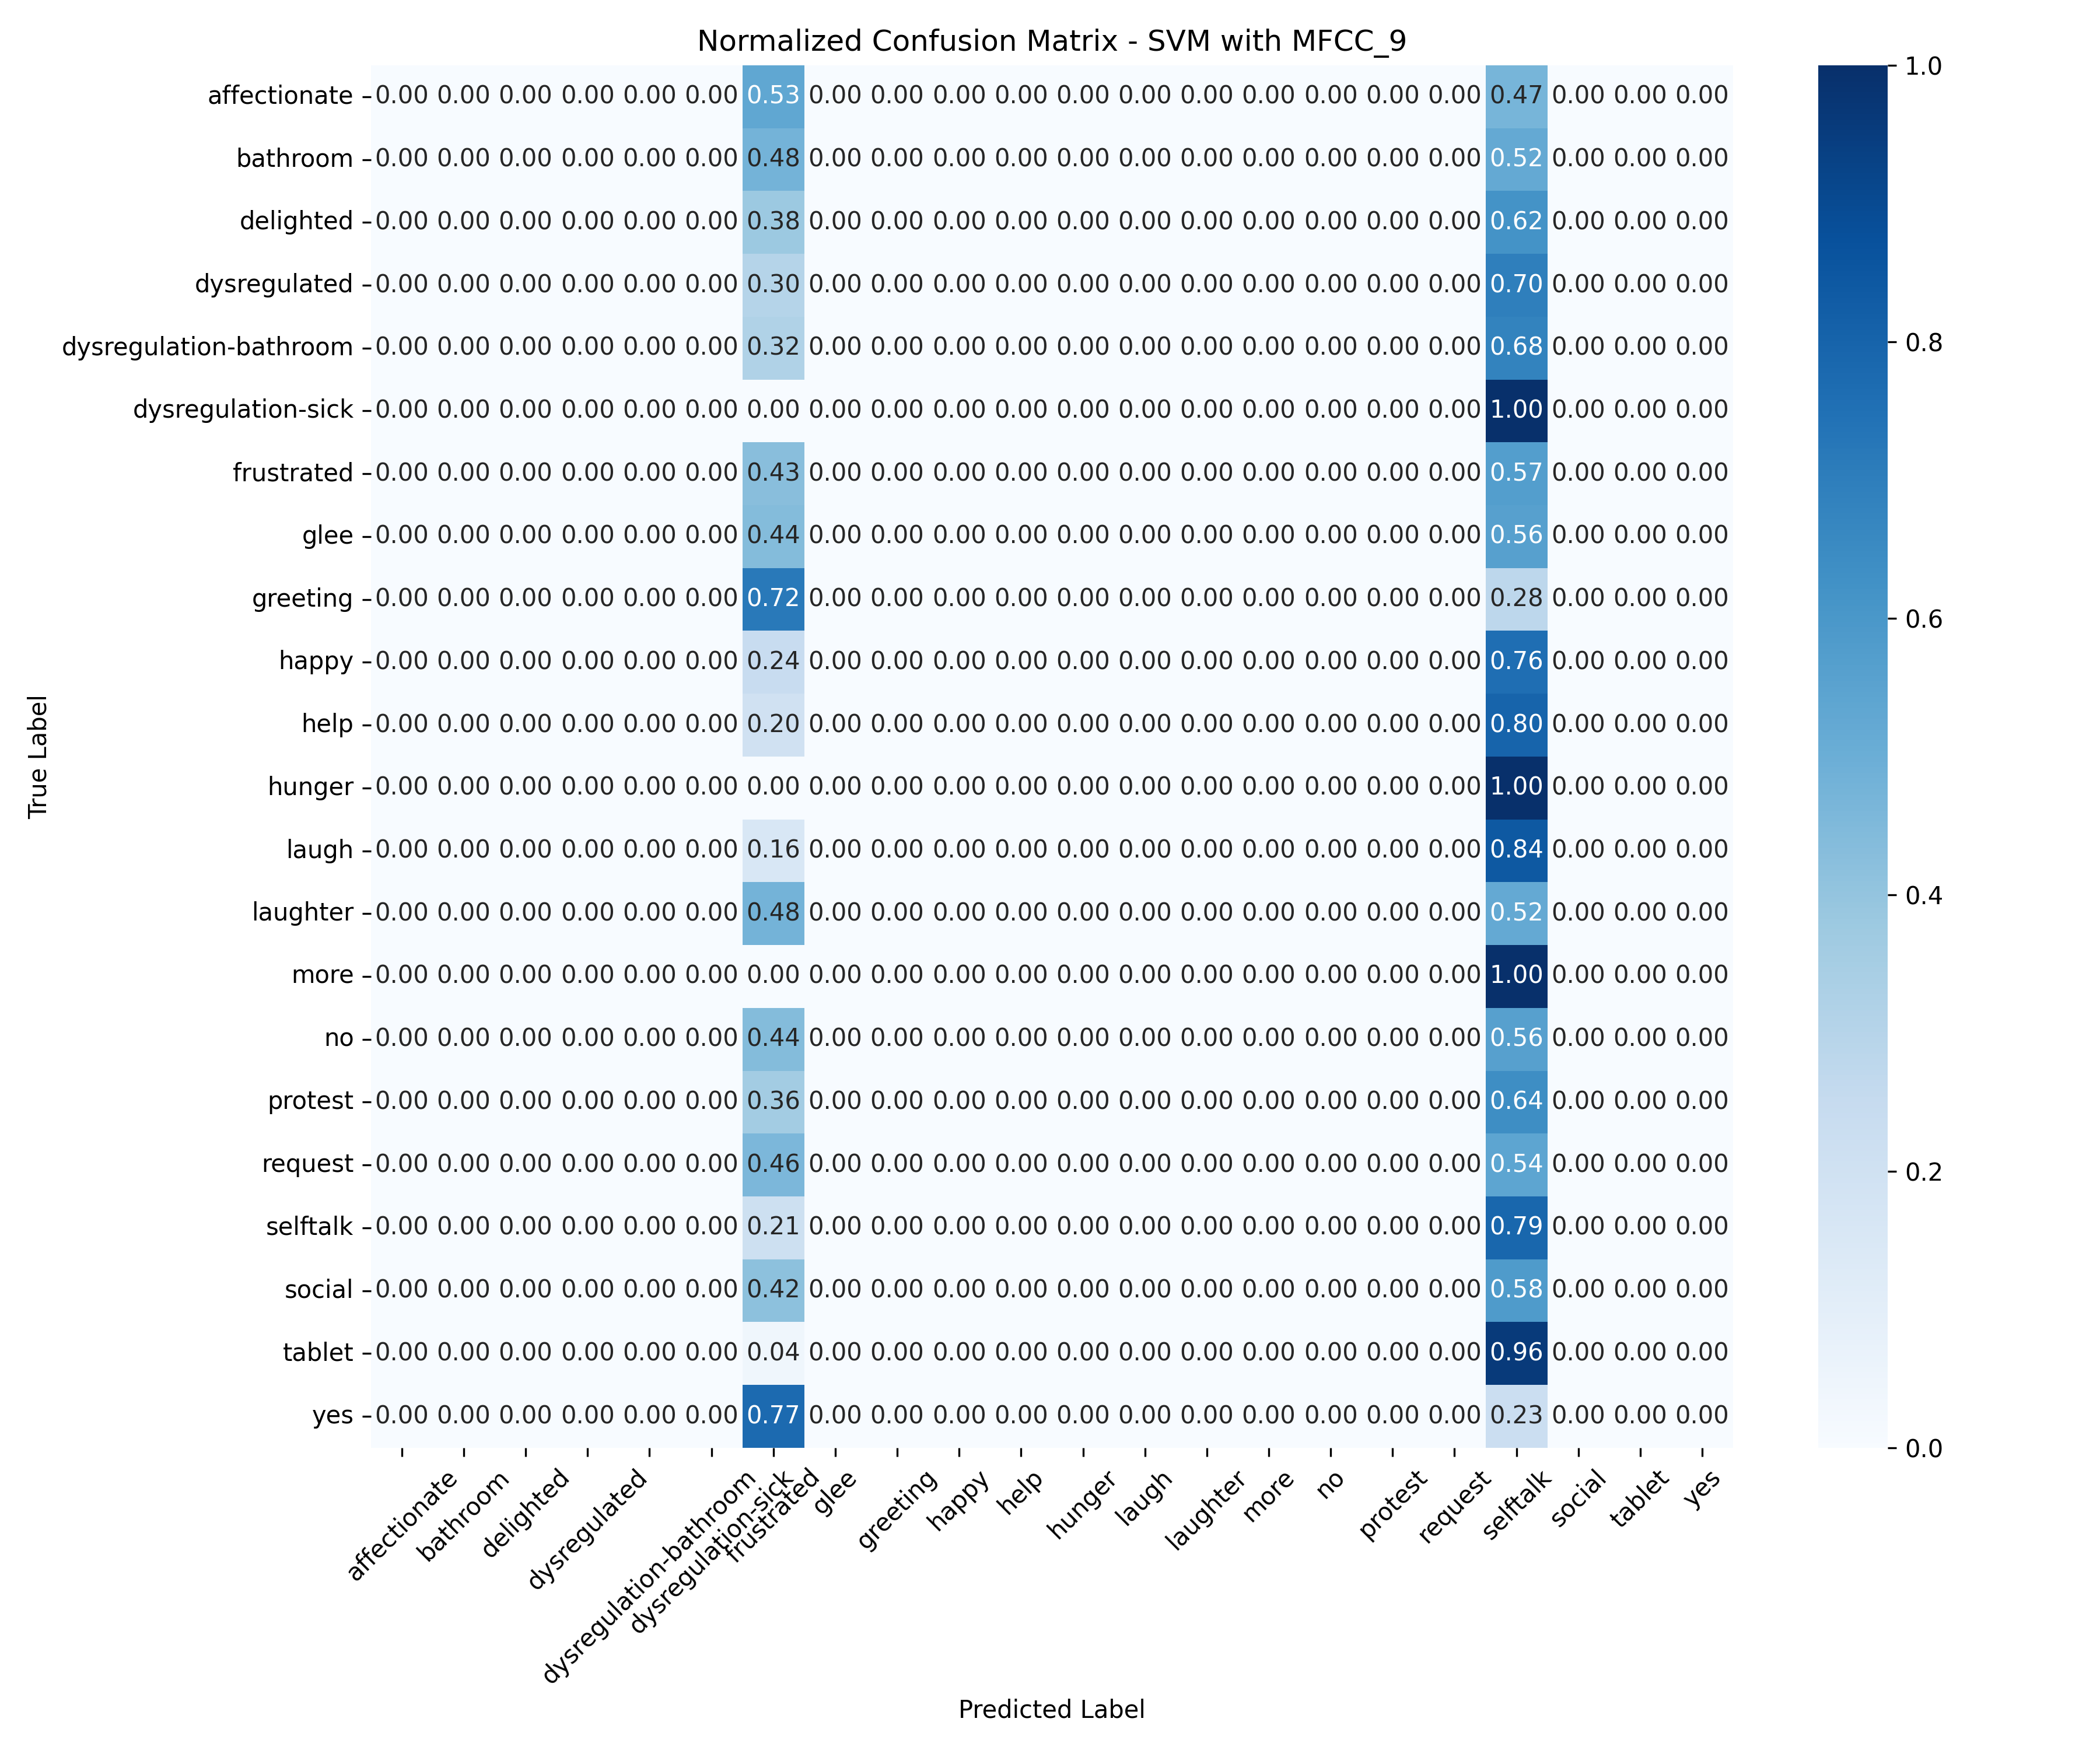 Normalized Confusion Matrix - SVM with MFCC_9
affectionate 0.00 0.00 0.00 0.00 0.00 0.00 0.53 0.00 0.00 0.00 0.00 0.00 0.00 0.00 0.00 0.00 0.00 0.00 0.47 0.00 0.00 0.00
bathroom 0.00 0.00 0.00 0.00 0.00 0.00 0.48 0.00 0.00 0.00 0.00 0.00 0.00 0.00 0.00 0.00 0.00 0.00 0.52 0.00 0.00 0.00
delighted 0.00 0.00 0.00 0.00 0.00 0.00 0.38 0.00 0.00 0.00 0.00 0.00 0.00 0.00 0.00 0.00 0.00 0.00 0.62 0.00 0.00 0.00
dysregulated 0.00 0.00 0.00 0.00 0.00 0.00 0.30 0.00 0.00 0.00 0.00 0.00 0.00 0.00 0.00 0.00 0.00 0.00 0.70 0.00 0.00 0.00
dysregulation-bathroom 0.00 0.00 0.00 0.00 0.00 0.00 0.32 0.00 0.00 0.00 0.00 0.00 0.00 0.00 0.00 0.00 0.00 0.00 0.68 0.00 0.00 0.00
dysregulation-sick 0.00 0.00 0.00 0.00 0.00 0.00 0.00 0.00 0.00 0.00 0.00 0.00 0.00 0.00 0.00 0.00 0.00 0.00 1.00 0.00 0.00 0.00
frustrated 0.00 0.00 0.00 0.00 0.00 0.00 0.43 0.00 0.00 0.00 0.00 0.00 0.00 0.00 0.00 0.00 0.00 0.00 0.57 0.00 0.00 0.00
glee 0.00 0.00 0.00 0.00 0.00 0.00 0.44 0.00 0.00 0.00 0.00 0.00 0.00 0.00 0.00 0.00 0.00 0.00 0.56 0.00 0.00 0.00
greeting 0.00 0.00 0.00 0.00 0.00 0.00 0.72 0.00 0.00 0.00 0.00 0.00 0.00 0.00 0.00 0.00 0.00 0.00 0.28 0.00 0.00 0.00
happy 0.00 0.00 0.00 0.00 0.00 0.00 0.24 0.00 0.00 0.00 0.00 0.00 0.00 0.00 0.00 0.00 0.00 0.00 0.76 0.00 0.00 0.00
help 0.00 0.00 0.00 0.00 0.00 0.00 0.20 0.00 0.00 0.00 0.00 0.00 0.00 0.00 0.00 0.00 0.00 0.00 0.80 0.00 0.00 0.00
hunger 0.00 0.00 0.00 0.00 0.00 0.00 0.00 0.00 0.00 0.00 0.00 0.00 0.00 0.00 0.00 0.00 0.00 0.00 1.00 0.00 0.00 0.00
laugh 0.00 0.00 0.00 0.00 0.00 0.00 0.16 0.00 0.00 0.00 0.00 0.00 0.00 0.00 0.00 0.00 0.00 0.00 0.84 0.00 0.00 0.00
laughter 0.00 0.00 0.00 0.00 0.00 0.00 0.48 0.00 0.00 0.00 0.00 0.00 0.00 0.00 0.00 0.00 0.00 0.00 0.52 0.00 0.00 0.00
more 0.00 0.00 0.00 0.00 0.00 0.00 0.00 0.00 0.00 0.00 0.00 0.00 0.00 0.00 0.00 0.00 0.00 0.00 1.00 0.00 0.00 0.00
no 0.00 0.00 0.00 0.00 0.00 0.00 0.44 0.00 0.00 0.00 0.00 0.00 0.00 0.00 0.00 0.00 0.00 0.00 0.56 0.00 0.00 0.00
protest 0.00 0.00 0.00 0.00 0.00 0.00 0.36 0.00 0.00 0.00 0.00 0.00 0.00 0.00 0.00 0.00 0.00 0.00 0.64 0.00 0.00 0.00
request 0.00 0.00 0.00 0.00 0.00 0.00 0.46 0.00 0.00 0.00 0.00 0.00 0.00 0.00 0.00 0.00 0.00 0.00 0.54 0.00 0.00 0.00
selftalk 0.00 0.00 0.00 0.00 0.00 0.00 0.21 0.00 0.00 0.00 0.00 0.00 0.00 0.00 0.00 0.00 0.00 0.00 0.79 0.00 0.00 0.00
social 0.00 0.00 0.00 0.00 0.00 0.00 0.42 0.00 0.00 0.00 0.00 0.00 0.00 0.00 0.00 0.00 0.00 0.00 0.58 0.00 0.00 0.00
tablet 0.00 0.00 0.00 0.00 0.00 0.00 0.04 0.00 0.00 0.00 0.00 0.00 0.00 0.00 0.00 0.00 0.00 0.00 0.96 0.00 0.00 0.00
yes 0.00 0.00 0.00 0.00 0.00 0.00 0.77 0.00 0.00 0.00 0.00 0.00 0.00 0.00 0.00 0.00 0.00 0.00 0.23 0.00 0.00 0.00
True Label
affectionate
bathroom
delighted
dysregulated
dysregulation-bathroom
dysregulation-sick
frustrated
glee
greeting
happy
help
hunger
laugh
laughter
more
no
protest
request
selftalk
social
tablet
yes
Predicted Label
1.0
0.8
0.6
0.4
0.2
0.0